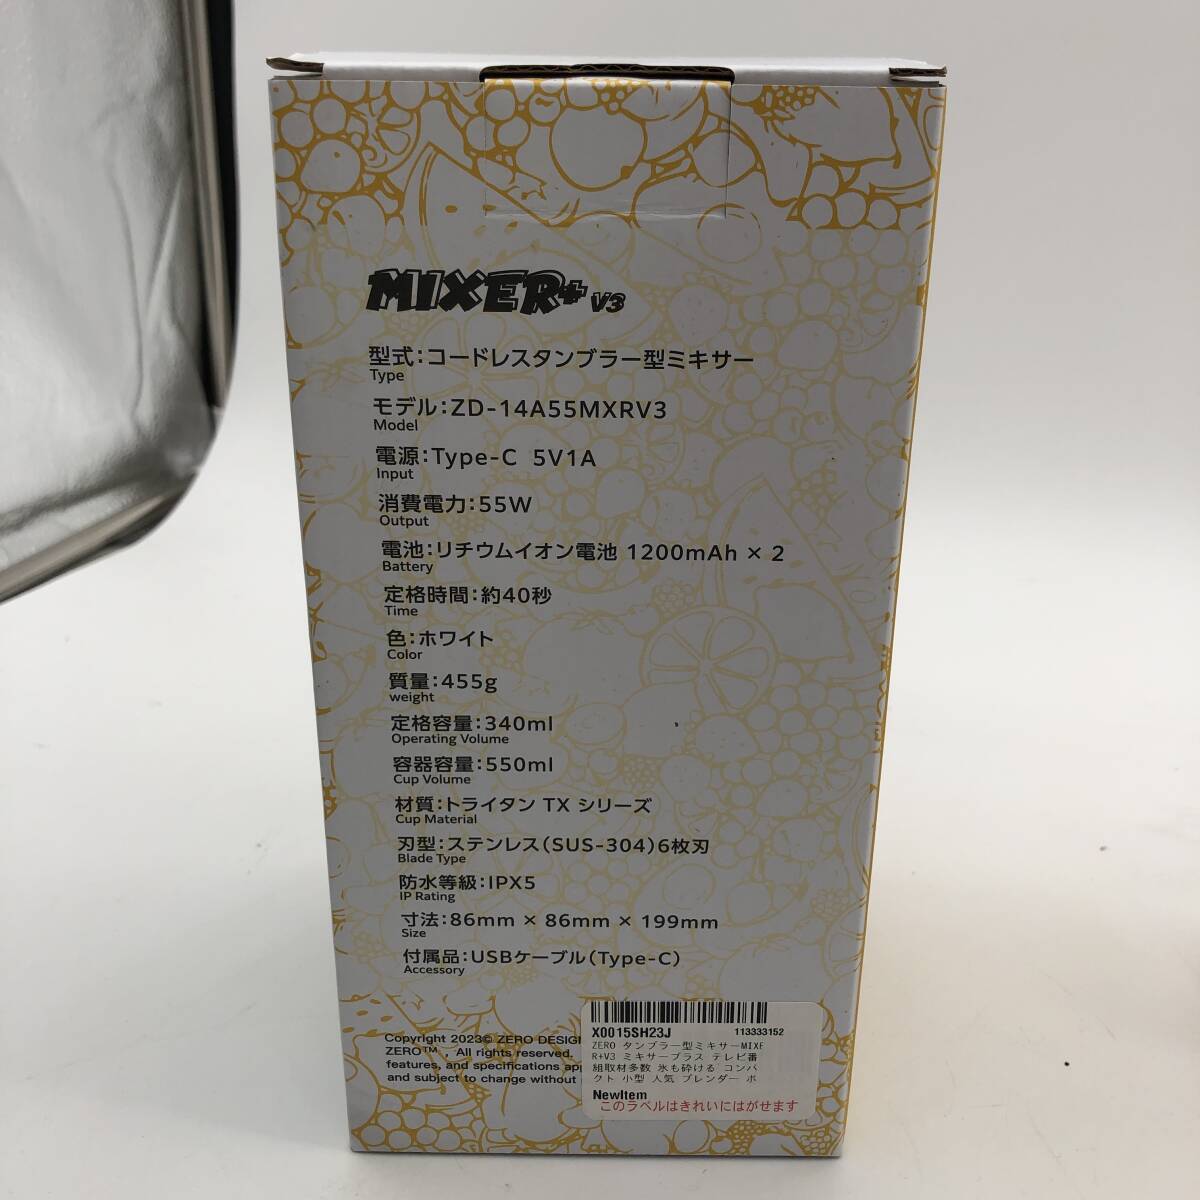 MIXER+ V3
型式:コードレスタンブラー型ミキサー
Type
モデル:ZD-14A55MXRV3
Model
電源:Type-C 5V1A
Input
消費電力:55W
Output
電池:リチウムイオン電池 1200mAh × 2
Battery
定格時間:約40秒
Time
色:ホワイト
Color
質量:455g
weight
定格容量:340ml
Operating Volume
容器容量:550ml
Cup Volume
材質:トライタン TX シリーズ
Cup Material
刃型:ステンレス(SUS-304)6枚刃
Blade Type
防水等級:IPX5
IP Rating
寸法:86mm × 86mm × 199mm
Size
付属品:USBケーブル(Type-C)
Accessory
Copyright 2023© ZERO DESIGN
ZERO™ , All rights reserved.
features, and specifications
and subject to change without
X0015SH23J 113333152
ZERO タンブラー型ミキサーMIXE
R+V3 ミキサープラス テレビ番
組取材多数 氷も砕ける コンパ
クト 小型 人気 ブレンダー ポ
NewItem
このラベルはきれいにはがせます